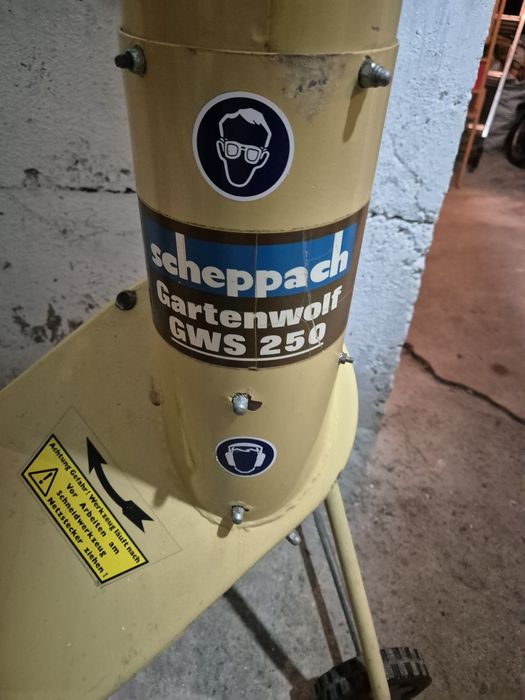 scheppach
Gartenwolf
GWS 250
Achtung Gefahr! Werkzeug läuft nach
Vor Arbeiten am
Schneidwerkzeug
Netzstecker ziehen!